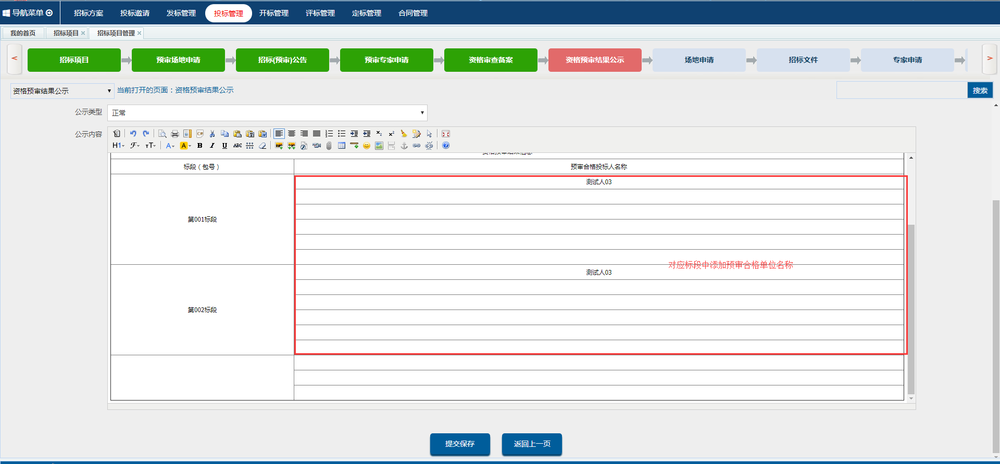 导航菜单 招标方案 投标邀请 发标管理 投标管理 开标管理 评标管理 定标管理 合同管理
我的首页 招标项目 × 招标项目管理 ×
< 招标项目 预审场地申请 招标(预审)公告 预审专家申请 资格审查备案 资格预审结果公示 场地申请 招标文件 专家申请 >
资格预审结果公示 当前打开的页面：资格预审结果公示 搜索
公示类型 正常
公示内容
H1 F TT A A B I U ABC
资格预审结果信息
标段（包号） 预审合格投标人名称
测试人03
第001标段
对应标段中添加预审合格单位名称
测试人03
第002标段
提交保存 返回上一页